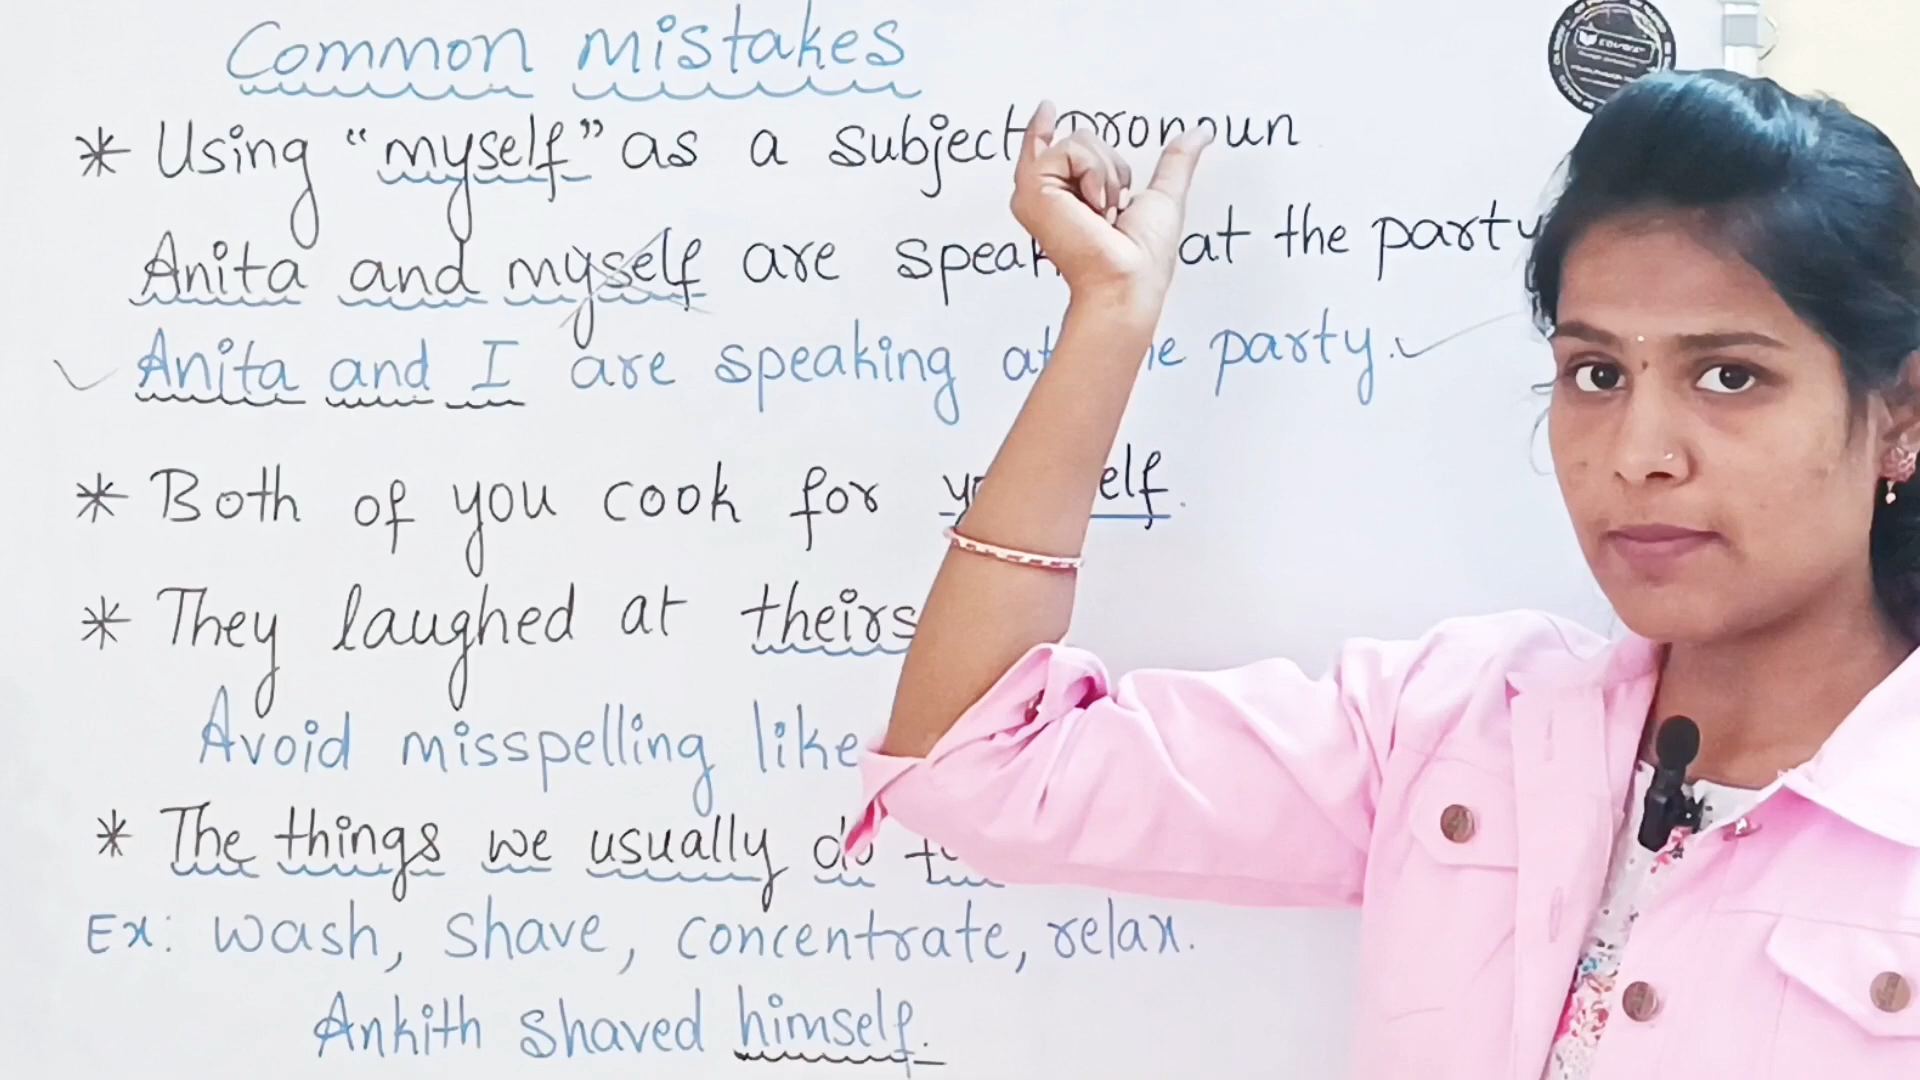 Common mistakes
* Using "myself" as a subject pronoun
Anita and myself are at the party
Anita and I are speaking party.
* Both of you cook for
* They laughed at
Avoid misspelling like
* The things we usually do
Ex: wash, shave, concentrate, relax.
Ankith shaved himself.